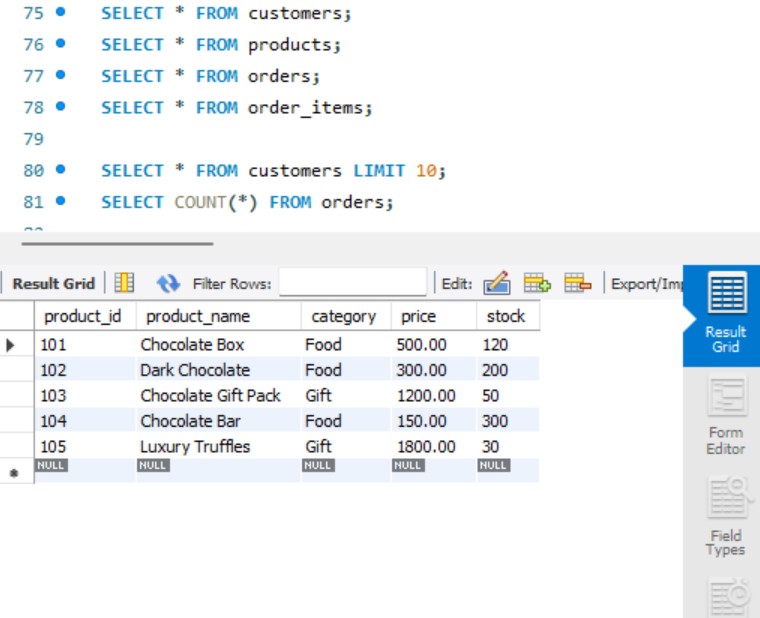 75 SELECT * FROM customers;
76 SELECT * FROM products;
77 SELECT * FROM orders;
78 SELECT * FROM order_items;
79
80 SELECT * FROM customers LIMIT 10;
81 SELECT COUNT(*) FROM orders;
Result Grid Filter Rows: Edit: Export/Imp
product_id product_name category price stock
101 Chocolate Box Food 500.00 120
102 Dark Chocolate Food 300.00 200
103 Chocolate Gift Pack Gift 1200.00 50
104 Chocolate Bar Food 150.00 300
105 Luxury Truffles Gift 1800.00 30
NULL NULL NULL NULL NULL
Result
Grid
Form
Editor
Field
Types